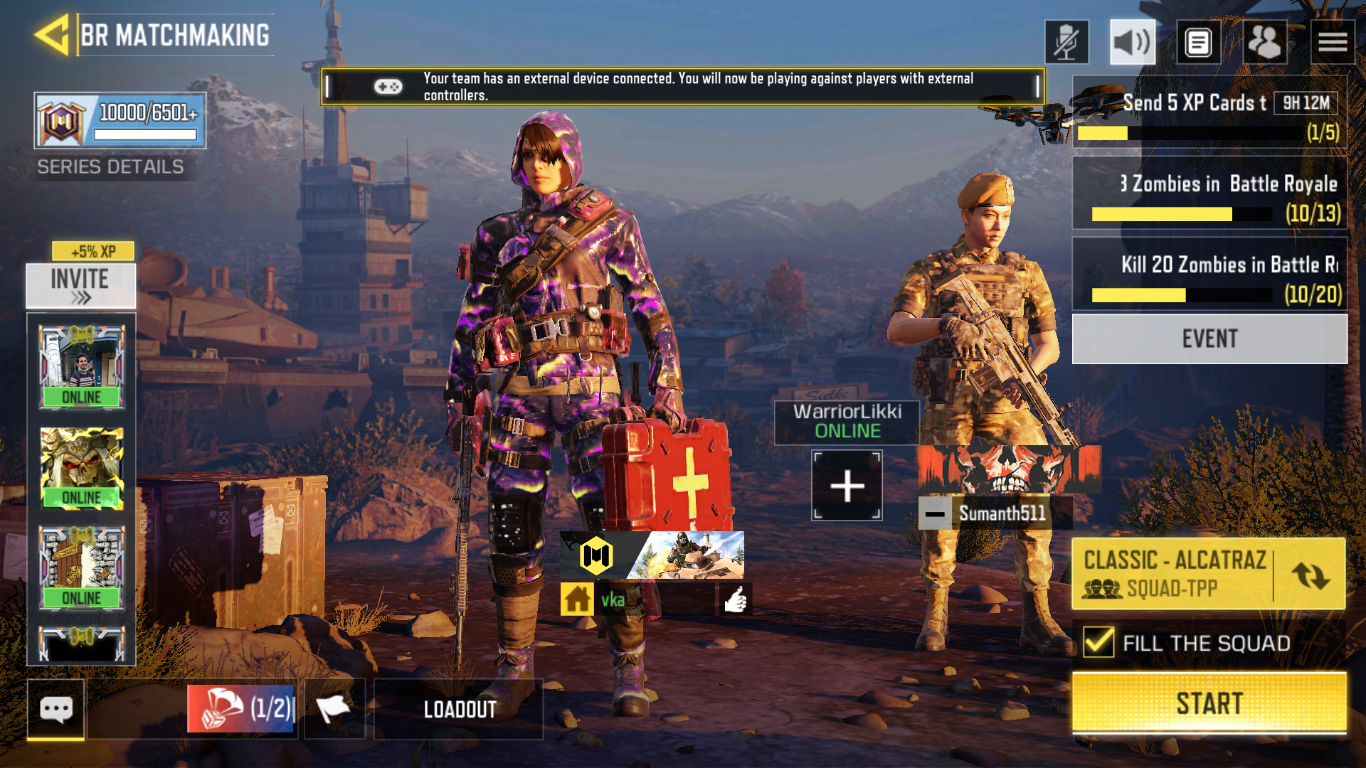 BR MATCHMAKING
Your team has an external device connected. You will now be playing against players with external
controllers.
10000/6501+
SERIES DETAILS
Send 5 XP Cards t
9H 12M
(1/5)
3 Zombies in Battle Royale
(10/13)
Kill 20 Zombies in Battle R
(10/20)
EVENT
+5% XP
INVITE
ONLINE
ONLINE
ONLINE
WarriorLikki
ONLINE
Sumanth511
vka
CLASSIC - ALCATRAZ
SQUAD-TPP
FILL THE SQUAD
START
(1/2)
LOADOUT